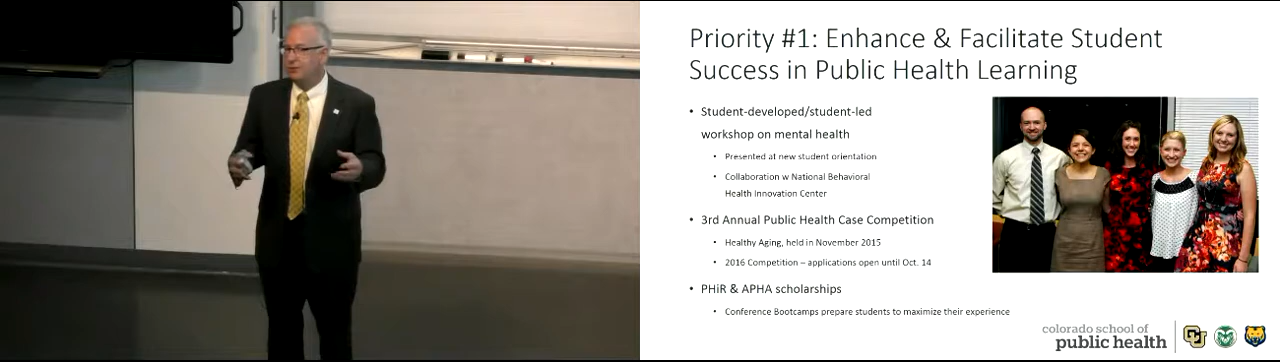 Priority #1: Enhance & Facilitate Student
Success in Public Health Learning
• Student-developed/student-led
workshop on mental health
• Presented at new student orientation
• Collaboration w National Behavioral
Health Innovation Center
• 3rd Annual Public Health Case Competition
• Healthy Aging, held in November 2015
• 2016 Competition – applications open until Oct. 14
• PHiR & APHA scholarships
• Conference Bootcamps prepare students to maximize their experience
colorado school of
public health
CU